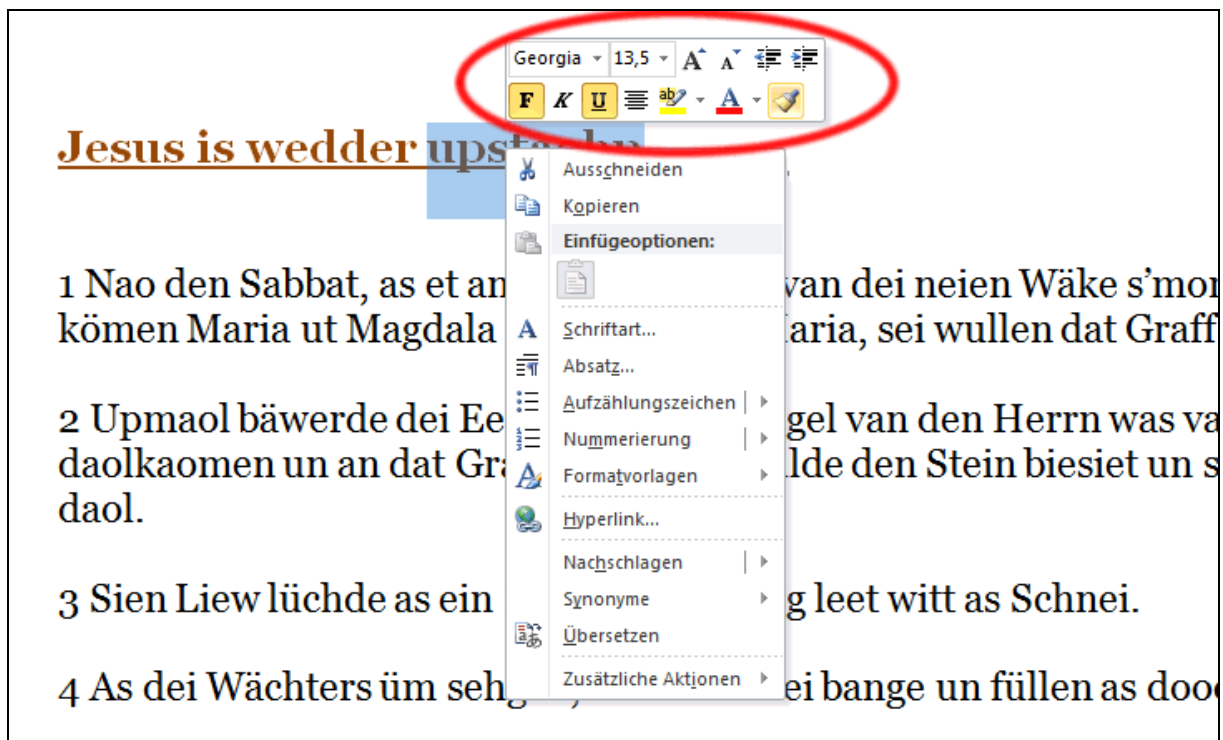 Georgia 13,5 A A
F K U ab A
Jesus is wedder upstaohn
Ausschneiden
Kopieren
Einfügeoptionen:
Schriftart...
Absatz...
Aufzählungszeichen
Nummerierung
Formatvorlagen
Hyperlink...
Nachschlagen
Synonyme
Übersetzen
Zusätzliche Aktionen
1 Nao den Sabbat, as et an van dei neien Wäke s’mor
kömen Maria ut Magdala aria, sei wullen dat Graff
2 Upmaol bäwerde dei Ee gel van den Herrn was va
daolkaomen un an dat Gra lde den Stein biesiet un s
daol.
3 Sien Liew lüchde as ein g leet witt as Schnei.
4 As dei Wächters üm seh ei bange un füllen as dood